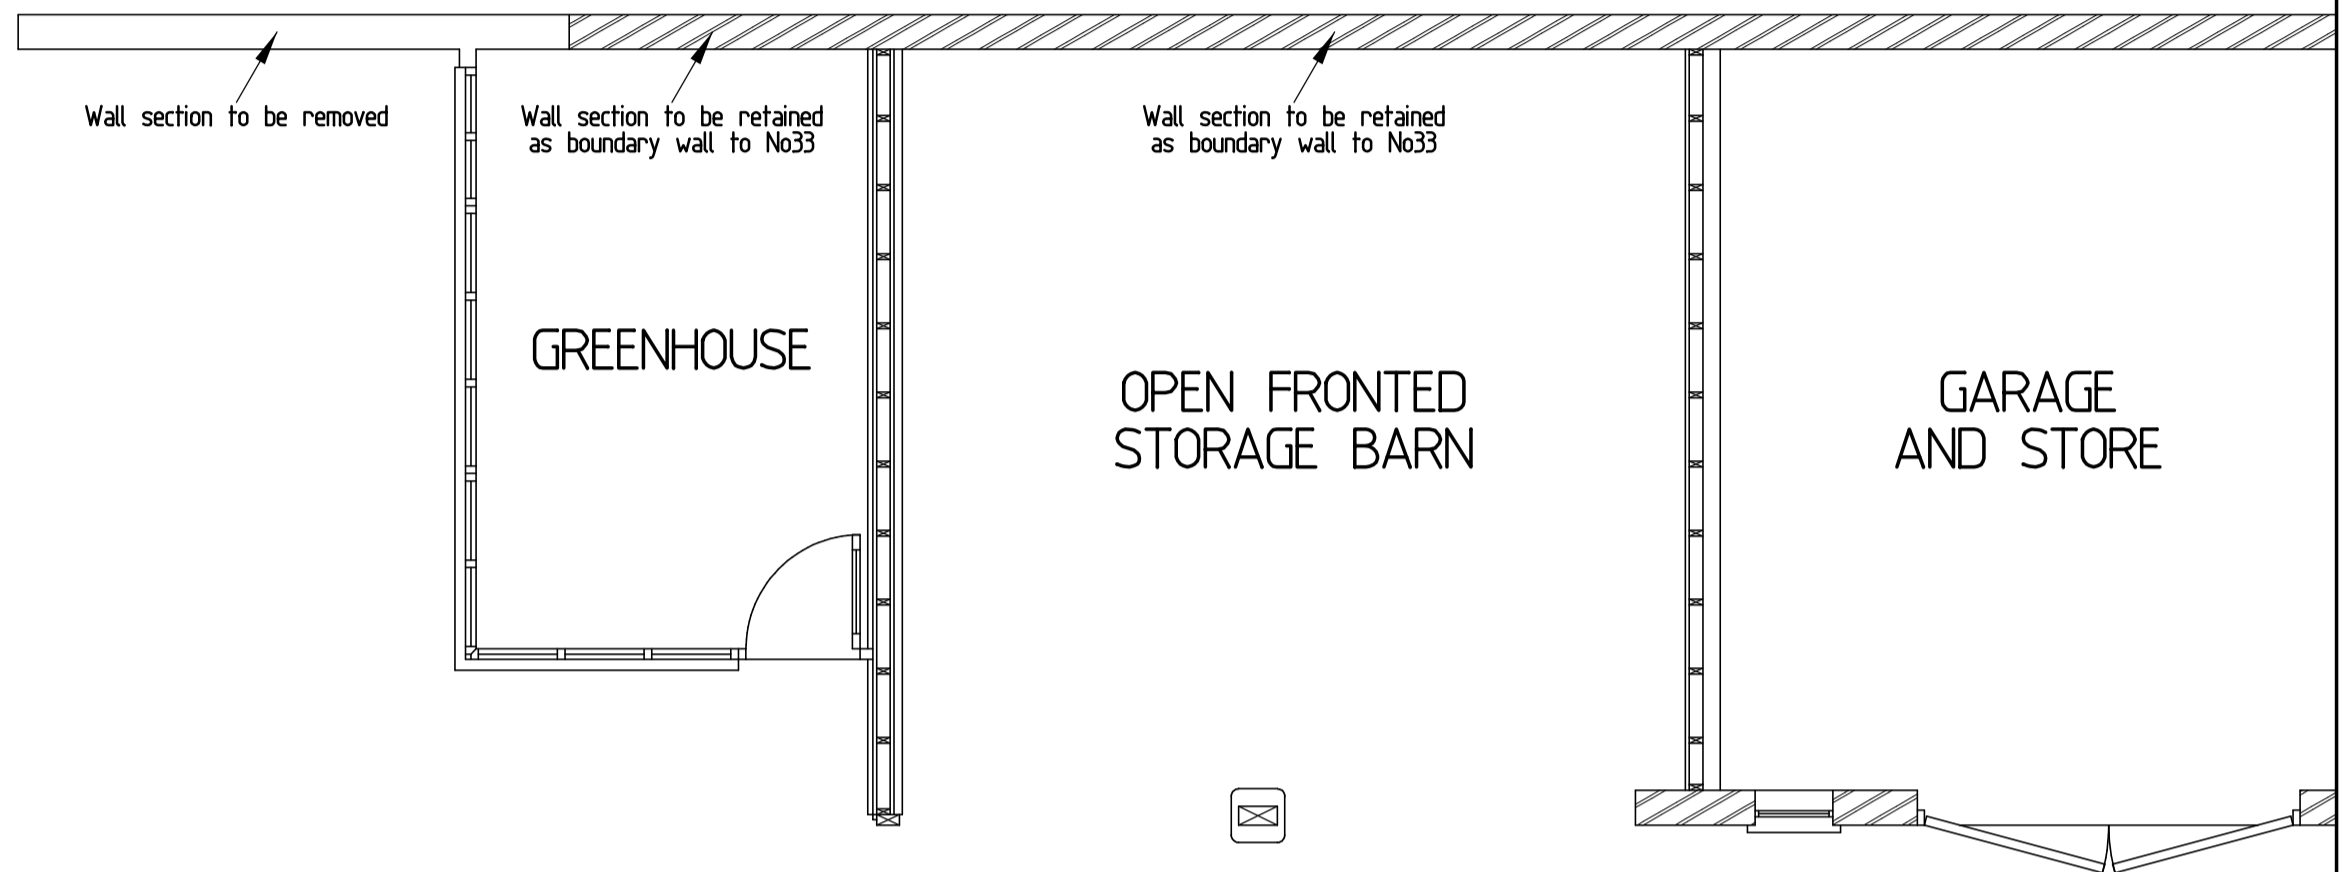 Wall section to be removed
Wall section to be retained
as boundary wall to No33
Wall section to be retained
as boundary wall to No33
GREENHOUSE
OPEN FRONTED
STORAGE BARN
GARAGE
AND STORE